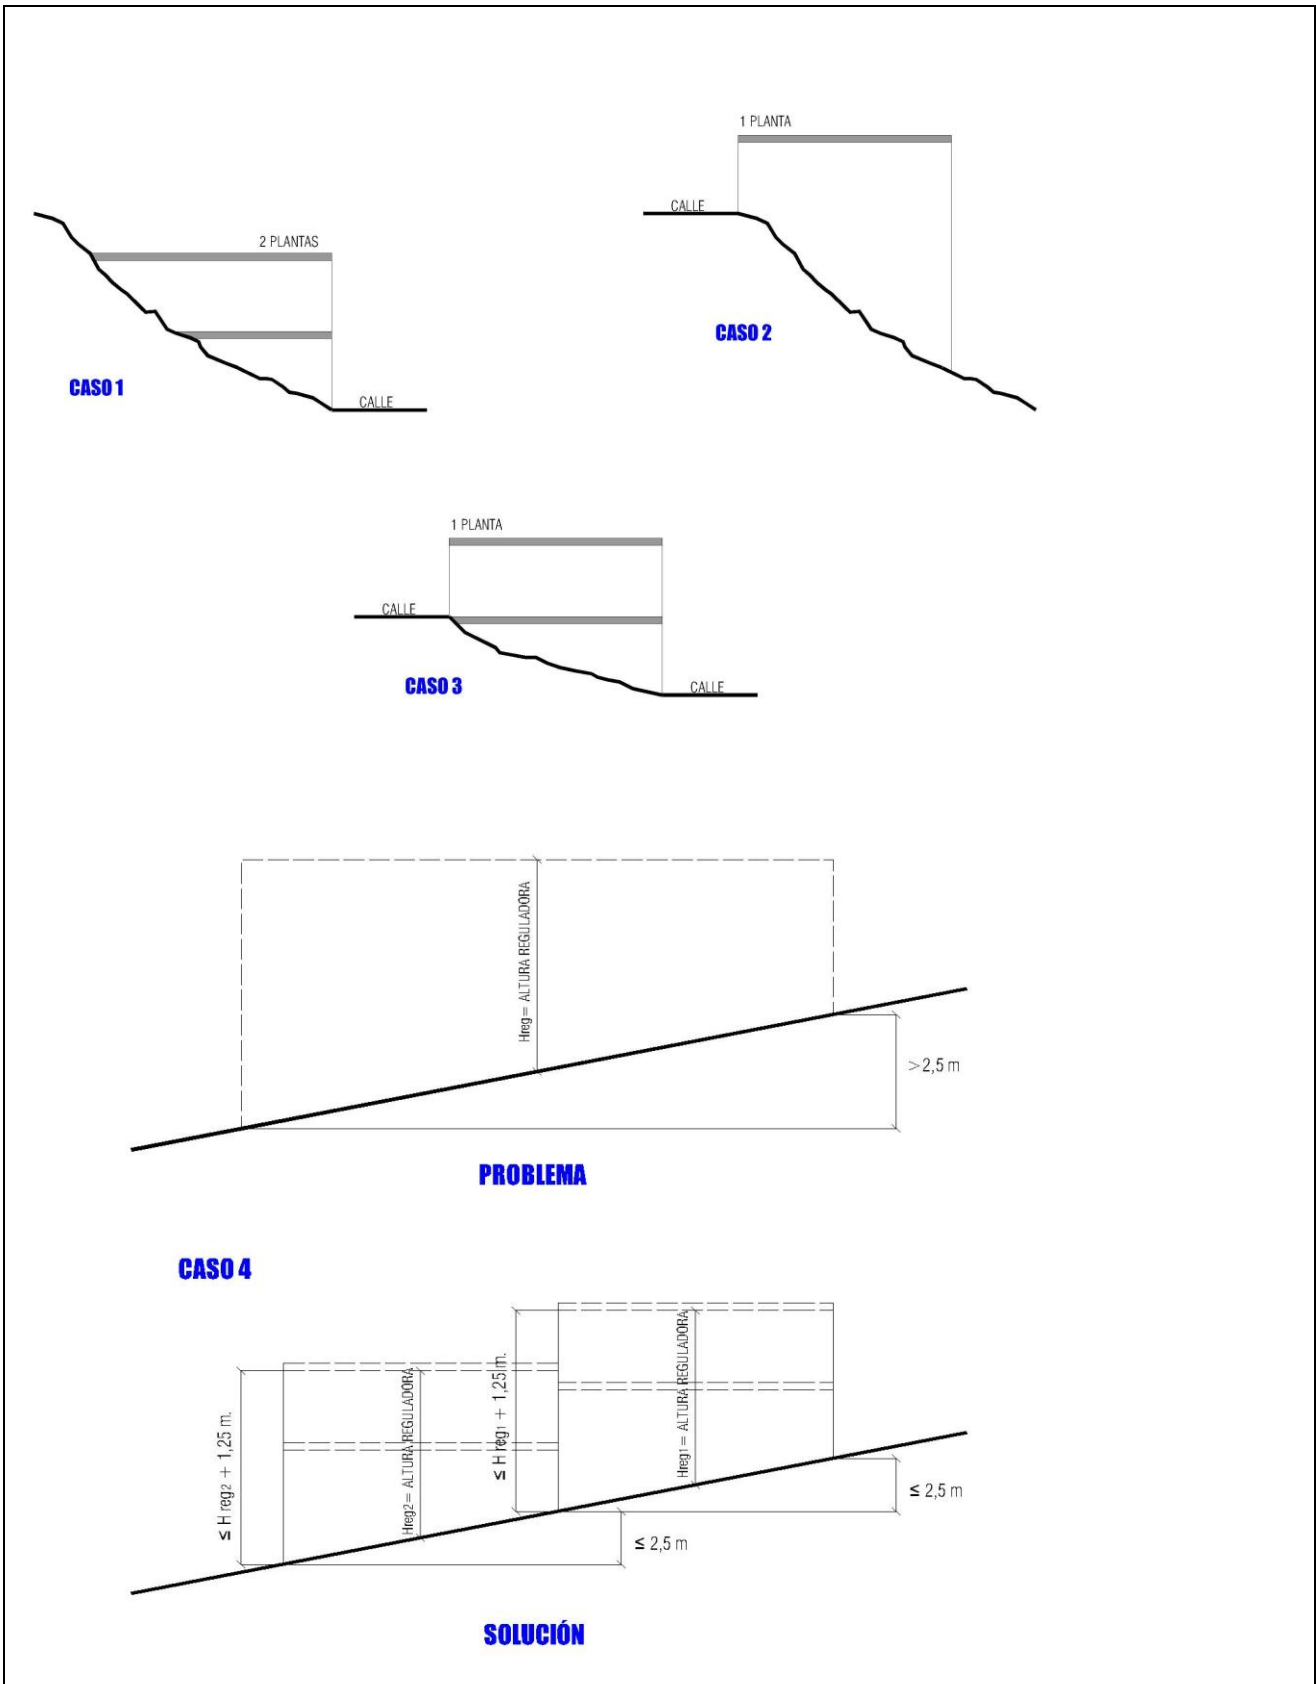 1 PLANTA
CALLE
2 PLANTAS
CASO 2
CASO 1
CALLE
1 PLANTA
CALLE
CASO 3
CALLE
Hreg= ALTURA REGULADORA
>2,5 m
PROBLEMA
CASO 4
≤ H reg2 + 1,25 m.
Hreg2= ALTURA REGULADORA
≤ H reg1 + 1,25 m.
Hreg1= ALTURA REGULADORA
≤ 2,5 m
≤ 2,5 m
SOLUCIÓN